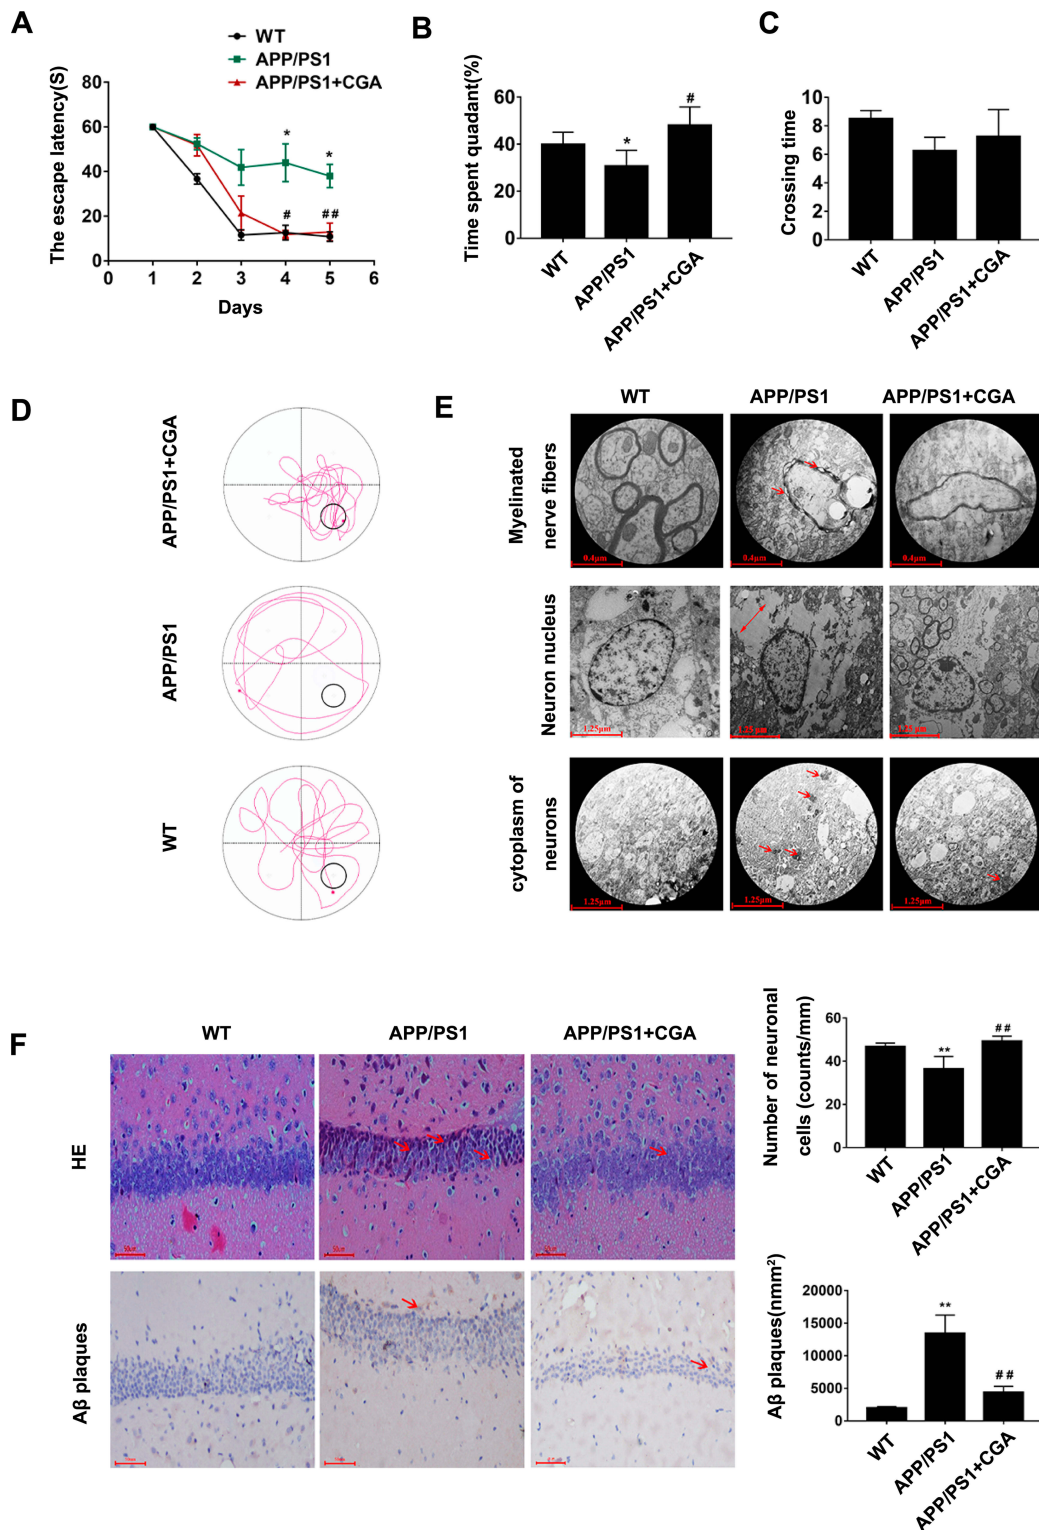 A
WT
APP/PS1
APP/PS1+CGA
The escape latency(S)
80
60
40
20
0
* *
# ##
0 1 2 3 4 5 6
Days
B
Time spent quadant(%)
60
40
20
0
*
#
WT
APP/PS1
APP/PS1+CGA
C
Crossing time
10
8
6
4
2
0
WT
APP/PS1
APP/PS1+CGA
D
APP/PS1+CGA
APP/PS1
WT
E
WT APP/PS1 APP/PS1+CGA
Myelinated
nerve fibers
0.4μm 0.4μm 0.4μm
Neuron nucleus
1.25μm 1.25μm 1.25μm
cytoplasm of
neurons
1.25μm 1.25μm 1.25μm
F
WT APP/PS1 APP/PS1+CGA
HE
50um 50um 50um
Aβ plaques
Number of neuronal
cells (counts/mm)
60
40
20
0
**
##
WT
APP/PS1
APP/PS1+CGA
Aβ plaques(nmm²)
20000
15000
10000
5000
0
**
##
WT
APP/PS1
APP/PS1+CGA